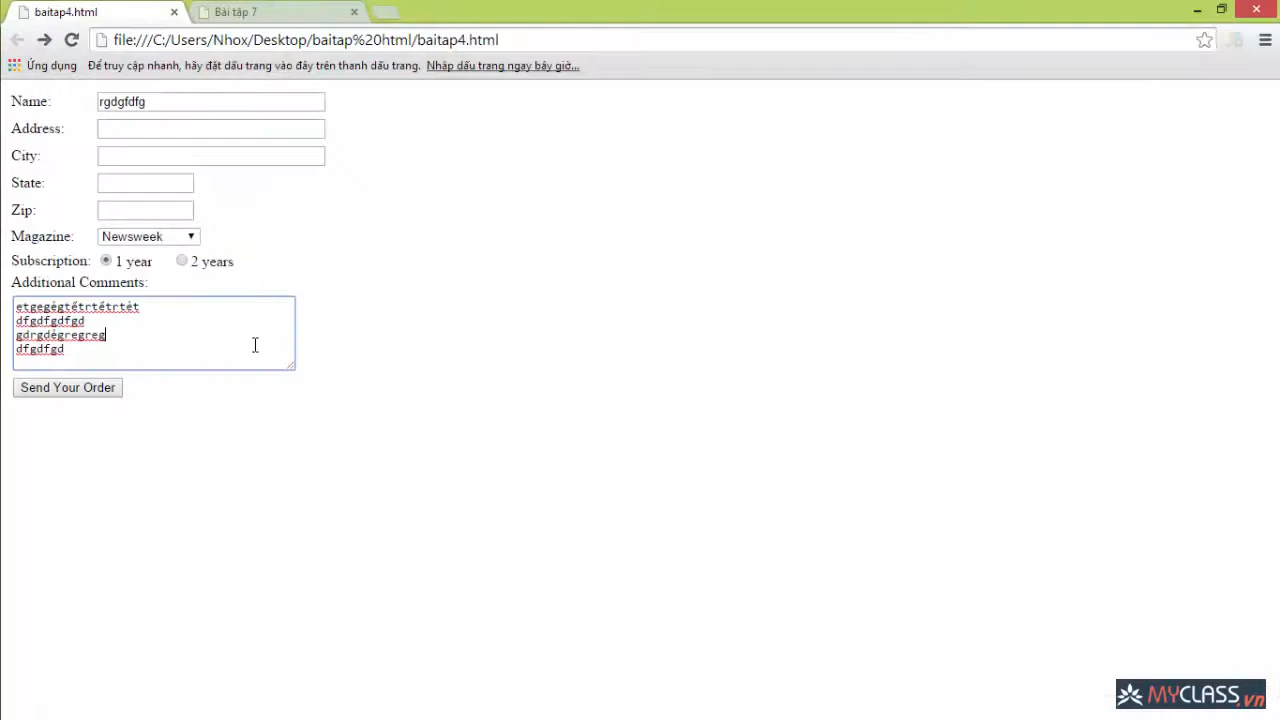 baitap4.html
Bài tập 7
file:///C:/Users/Nhox/Desktop/baitap%20html/baitap4.html
Ứng dụng Để truy cập nhanh, hãy đặt dấu trang vào đây trên thanh dấu trang. Nhập dấu trang ngay bây giờ...
Name: rgdgfdfg
Address:
City:
State:
Zip:
Magazine: Newsweek
Subscription: 1 year 2 years
Additional Comments:
dfgdfgdfgd
gdrgdẻgregreg
dfgdfgd
Send Your Order
MYCLASS.vn